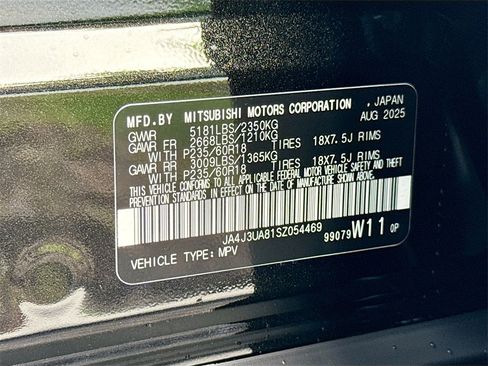 MFD.BY MITSUBISHI MOTORS CORPORATION , JAPAN
GVWR 5181LBS/2350KG AUG 2025
GAWR FR 2668LBS/1210KG
WITH P235/60R18 TIRES 18X7.5J RIMS
GAWR RR 3009LBS/1365KG
WITH P235/60R18 TIRES 18X7.5J RIMS
THIS VEHICLE CONFORMS TO ALL APPLICABLE FEDERAL MOTOR VEHICLE SAFETY, BUMPER, AND THEFT
PREVENTION STANDARDS IN EFFECT ON THE DATE OF MANUFACTURE SHOWN ABOVE.
JA4J3UA81SZ054469 99079 W11 0P
VEHICLE TYPE: MPV